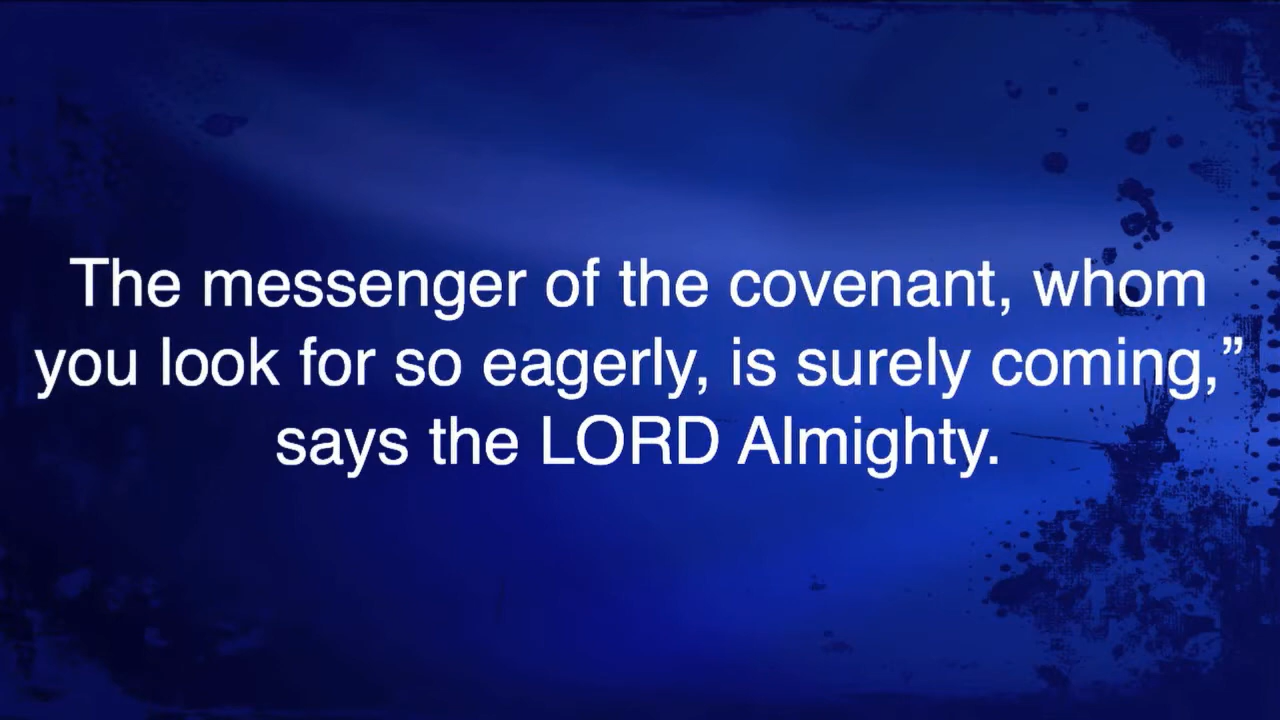 The messenger of the covenant, whom
you look for so eagerly, is surely coming,”
says the LORD Almighty.